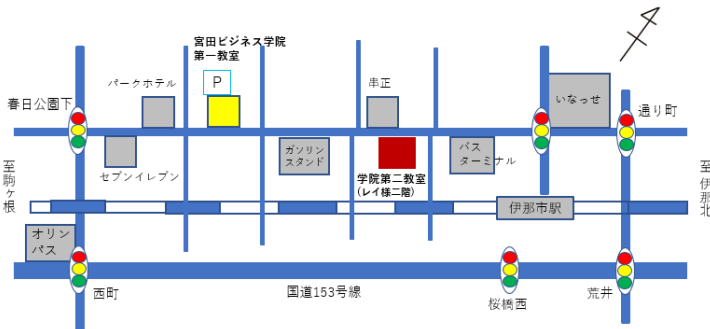 宮田ビジネス学院
第一教室
P
パークホテル
串正
いなっせ
春日公園下
通り町
セブンイレブン
ガソリン
スタンド
バス
ターミナル
学院第二教室
(レイ様二階)
至駒ヶ根
至 伊那北
伊那市駅
オリン
パス
西町
国道153号線
桜橋西
荒井